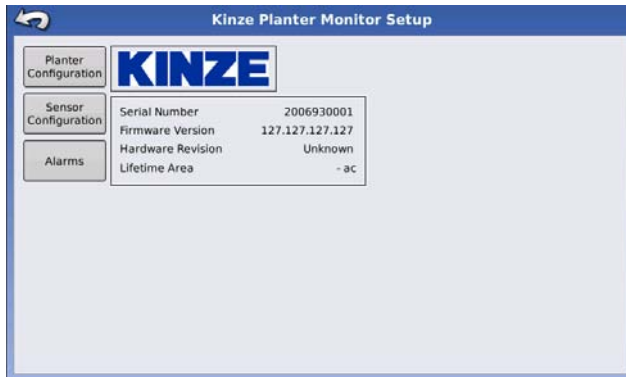 Kinze Planter Monitor Setup
Planter
Configuration
KINZE
Sensor
Configuration
Alarms
Serial Number 2006930001
Firmware Version 127.127.127.127
Hardware Revision Unknown
Lifetime Area - ac